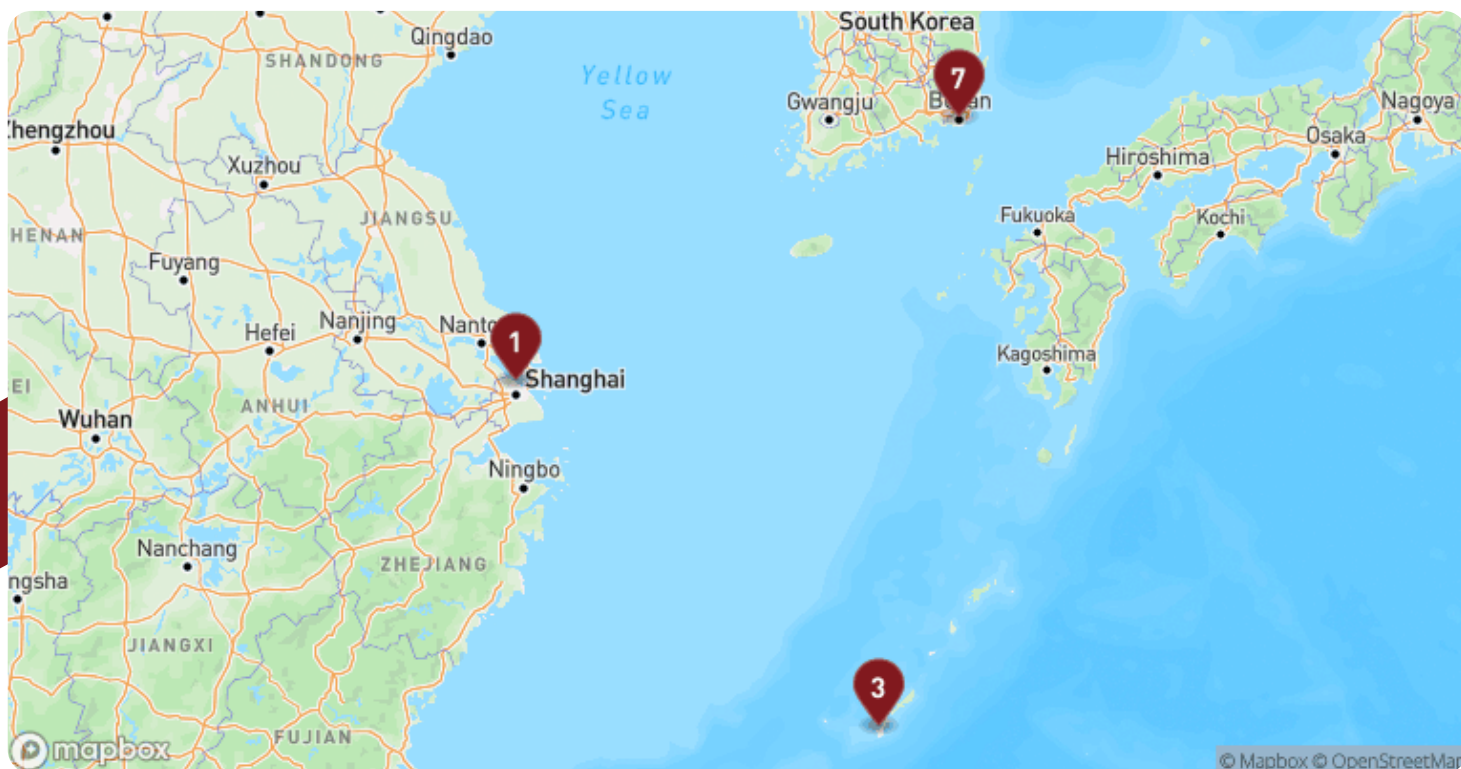 South Korea
Qingdao
SHANDONG
Yellow
Sea
7
Gwangju
Nagoya
Zhengzhou
Osaka
Hiroshima
Xuzhou
JIANGSU
Fukuoka
Kochi
HENAN
Fuyang
Nanjing
1
Hefei
Kagoshima
Shanghai
ANHUI
Wuhan
Ningbo
Nanchang
ZHEJIANG
JIANGXI
3
FUJIAN
mapbox
© Mapbox © OpenStreetMap